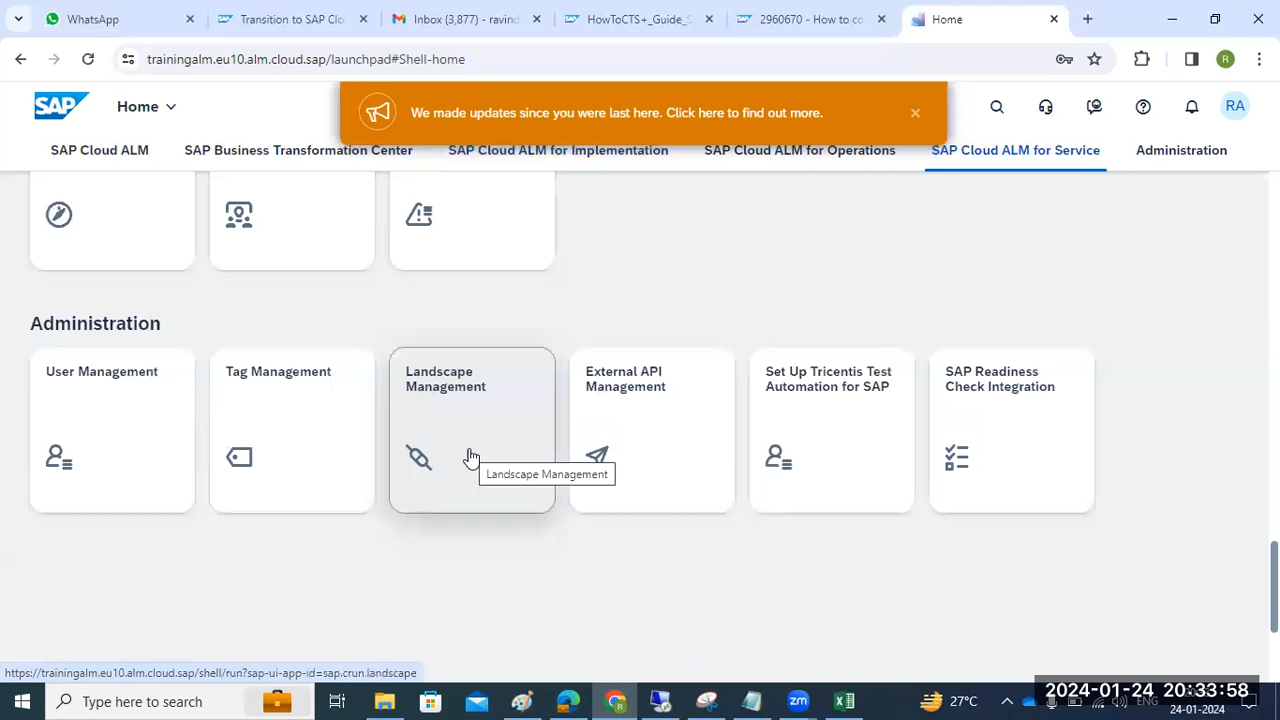 WhatsApp
Transition to SAP Clo
Inbox (3,877) - ravind
HowToCTS+_Guide_S
2960670 - How to co
Home
trainingalm.eu10.alm.cloud.sap/launchpad#Shell-home
R
SAP
Home
We made updates since you were last here. Click here to find out more.
RA
SAP Cloud ALM
SAP Business Transformation Center
SAP Cloud ALM for Implementation
SAP Cloud ALM for Operations
SAP Cloud ALM for Service
Administration
Administration
User Management
Tag Management
Landscape
Management
External API
Management
Set Up Tricentis Test
Automation for SAP
SAP Readiness
Check Integration
Landscape Management
https://trainingalm.eu10.alm.cloud.sap/shell/run?sap-ui-app-id=sap.crun.landscape
Type here to search
zm
27°C
2024-01-24 20:33:58
ENG
24-01-2024